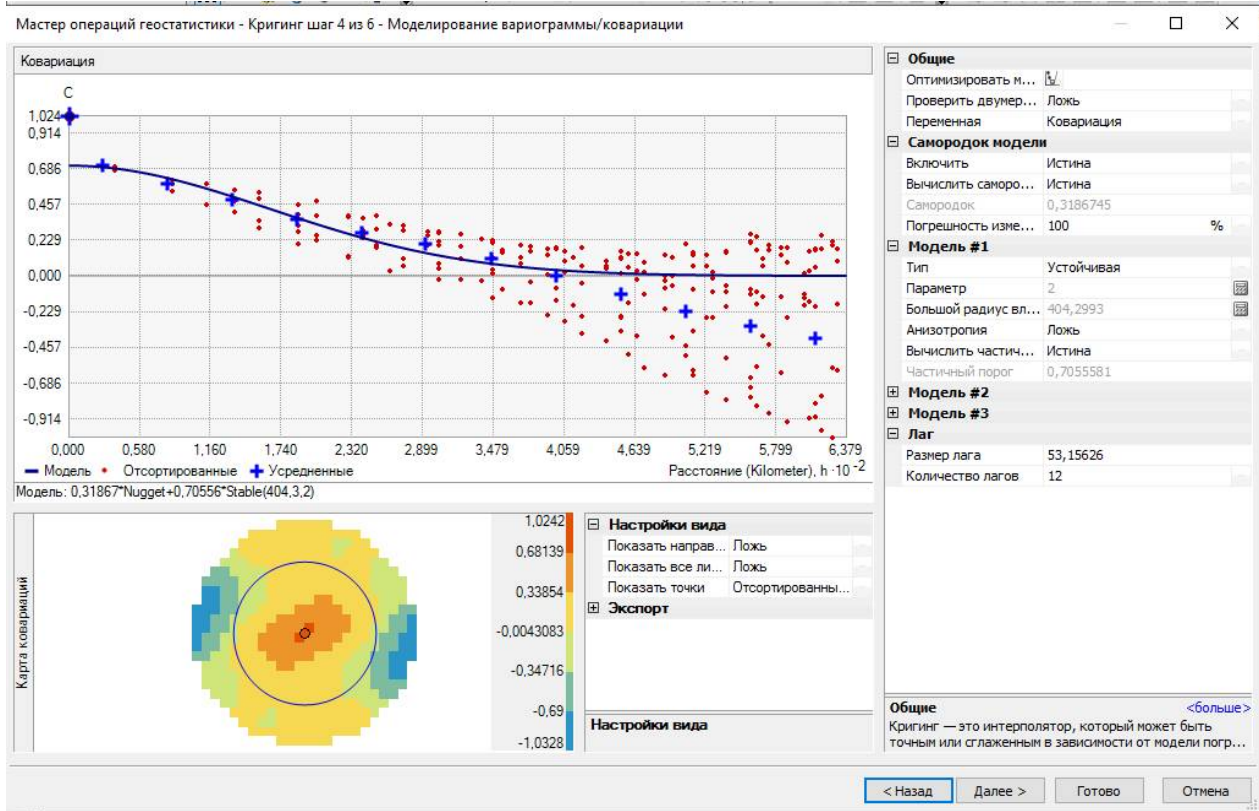 Мастер операций геостатистики - Кригинг шаг 4 из 6 - Моделирование вариограммы/ковариации
Ковариация
C
1,024
0,914
0,686
0,457
0,229
0.000
-0,229
-0,457
-0,686
-0,914
0,000 0,580 1,160 1,740 2,320 2,899 3,479 4,059 4,639 5,219 5,799 6,379
Модель Отсортированные Усредненные Расстояние (Kilometer), h ·10 -2
Модель: 0,31867*Nugget+0,70556*Stable(404,3,2)
Карта ковариаций
1,0242
0,68139
0,33854
-0,0043083
-0,34716
-0,69
-1,0328
Настройки вида
Показать направ... Ложь
Показать все ли... Ложь
Показать точки Отсортированны...
Экспорт
Настройки вида
Общие
Оптимизировать м...
Проверить двумер... Ложь
Переменная Ковариация
Самородок модели
Включить Истина
Вычислить саморо... Истина
Самородок 0,3186745
Погрешность изме... 100 %
Модель #1
Тип Устойчивая
Параметр 2
Большой радиус вл... 404,2993
Анизотропия Ложь
Вычислить частич... Истина
Частичный порог 0,7055581
Модель #2
Модель #3
Лаг
Размер лага 53,15626
Количество лагов 12
Общие <больше>
Кригинг — это интерполятор, который может быть
точным или сглаженным в зависимости от модели погр...
< Назад Далее > Готово Отмена